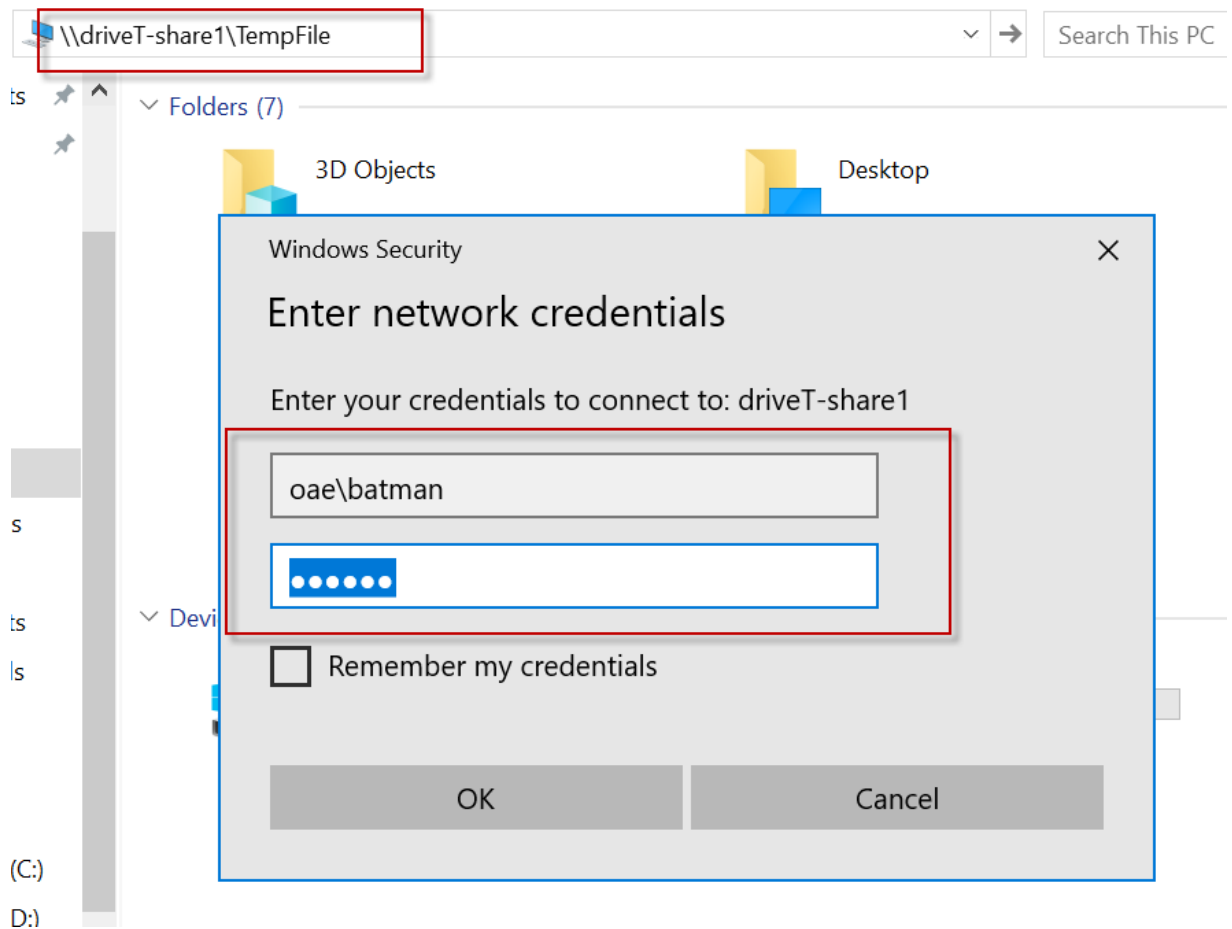 \\driveT-share1\TempFile
Search This PC
ts
Folders (7)
3D Objects
Desktop
Windows Security
Enter network credentials
Enter your credentials to connect to: driveT-share1
oae\batman
s
ts
Devi
ls
Remember my credentials
OK
Cancel
(C:)
D:)